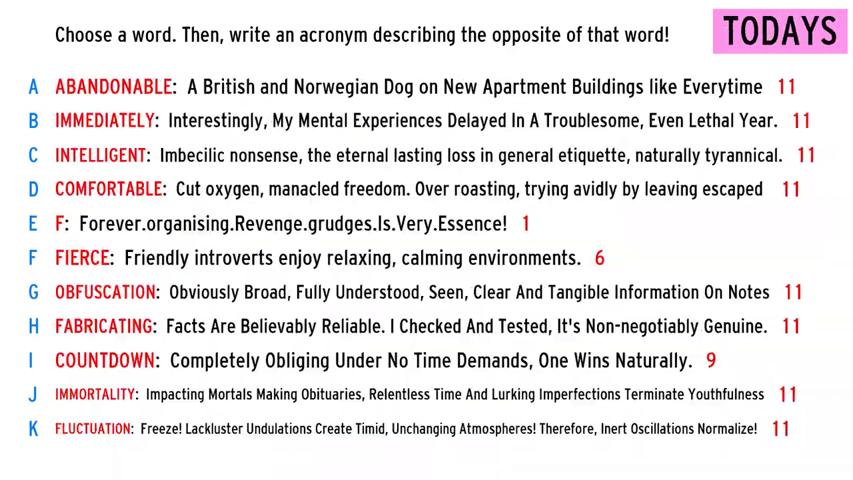 Choose a word. Then, write an acronym describing the opposite of that word!
TODAYS
A ABANDONABLE: A British and Norwegian Dog on New Apartment Buildings like Everytime 11
B IMMEDIATELY: Interestingly, My Mental Experiences Delayed In A Troublesome, Even Lethal Year. 11
C INTELLIGENT: Imbecilic nonsense, the eternal lasting loss in general etiquette, naturally tyrannical. 11
D COMFORTABLE: Cut oxygen, manacled freedom. Over roasting, trying avidly by leaving escaped 11
E F: Forever.organising.Revenge.grudges.Is.Very.Essence! 1
F FIERCE: Friendly introverts enjoy relaxing, calming environments. 6
G OBFUSCATION: Obviously Broad, Fully Understood, Seen, Clear And Tangible Information On Notes 11
H FABRICATING: Facts Are Believably Reliable. I Checked And Tested, It's Non-negotiably Genuine. 11
I COUNTDOWN: Completely Obliging Under No Time Demands, One Wins Naturally. 9
J IMMORTALITY: Impacting Mortals Making Obituaries, Relentless Time And Lurking Imperfections Terminate Youthfulness 11
K FLUCTUATION: Freeze! Lackluster Undulations Create Timid, Unchanging Atmospheres! Therefore, Inert Oscillations Normalize! 11